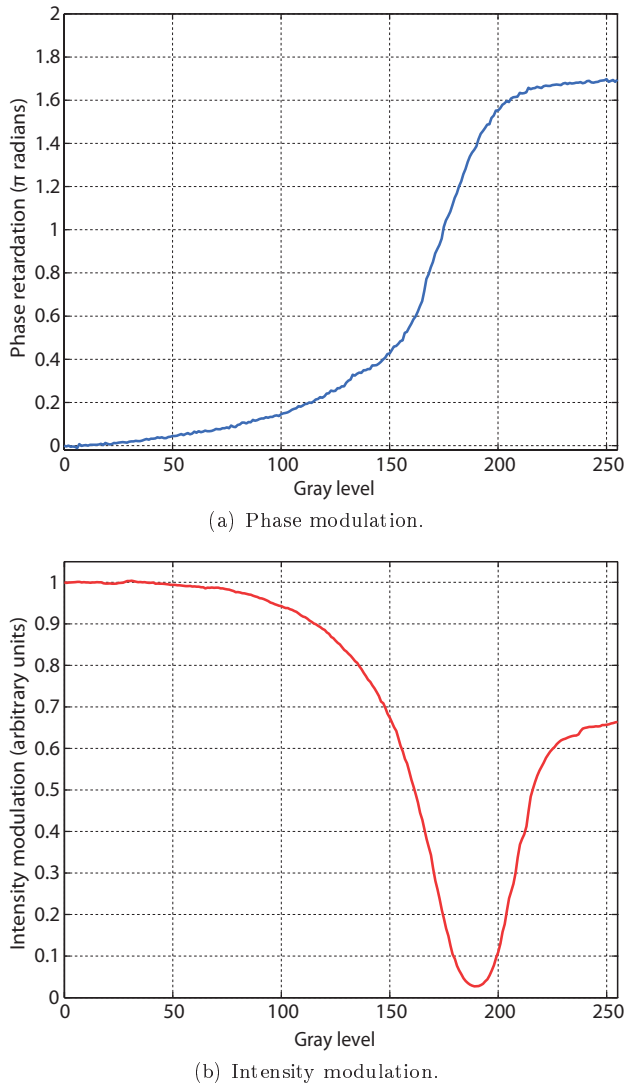 2
1.8
1.6
1.4
1.2
1
0.8
0.6
0.4
0.2
0
Phase retardation (π radians)
0 50 100 150 200 250
Gray level
(a) Phase modulation.
1
0.9
0.8
0.7
0.6
0.5
0.4
0.3
0.2
0.1
0
Intensity modulation (arbitrary units)
0 50 100 150 200 250
Gray level
(b) Intensity modulation.